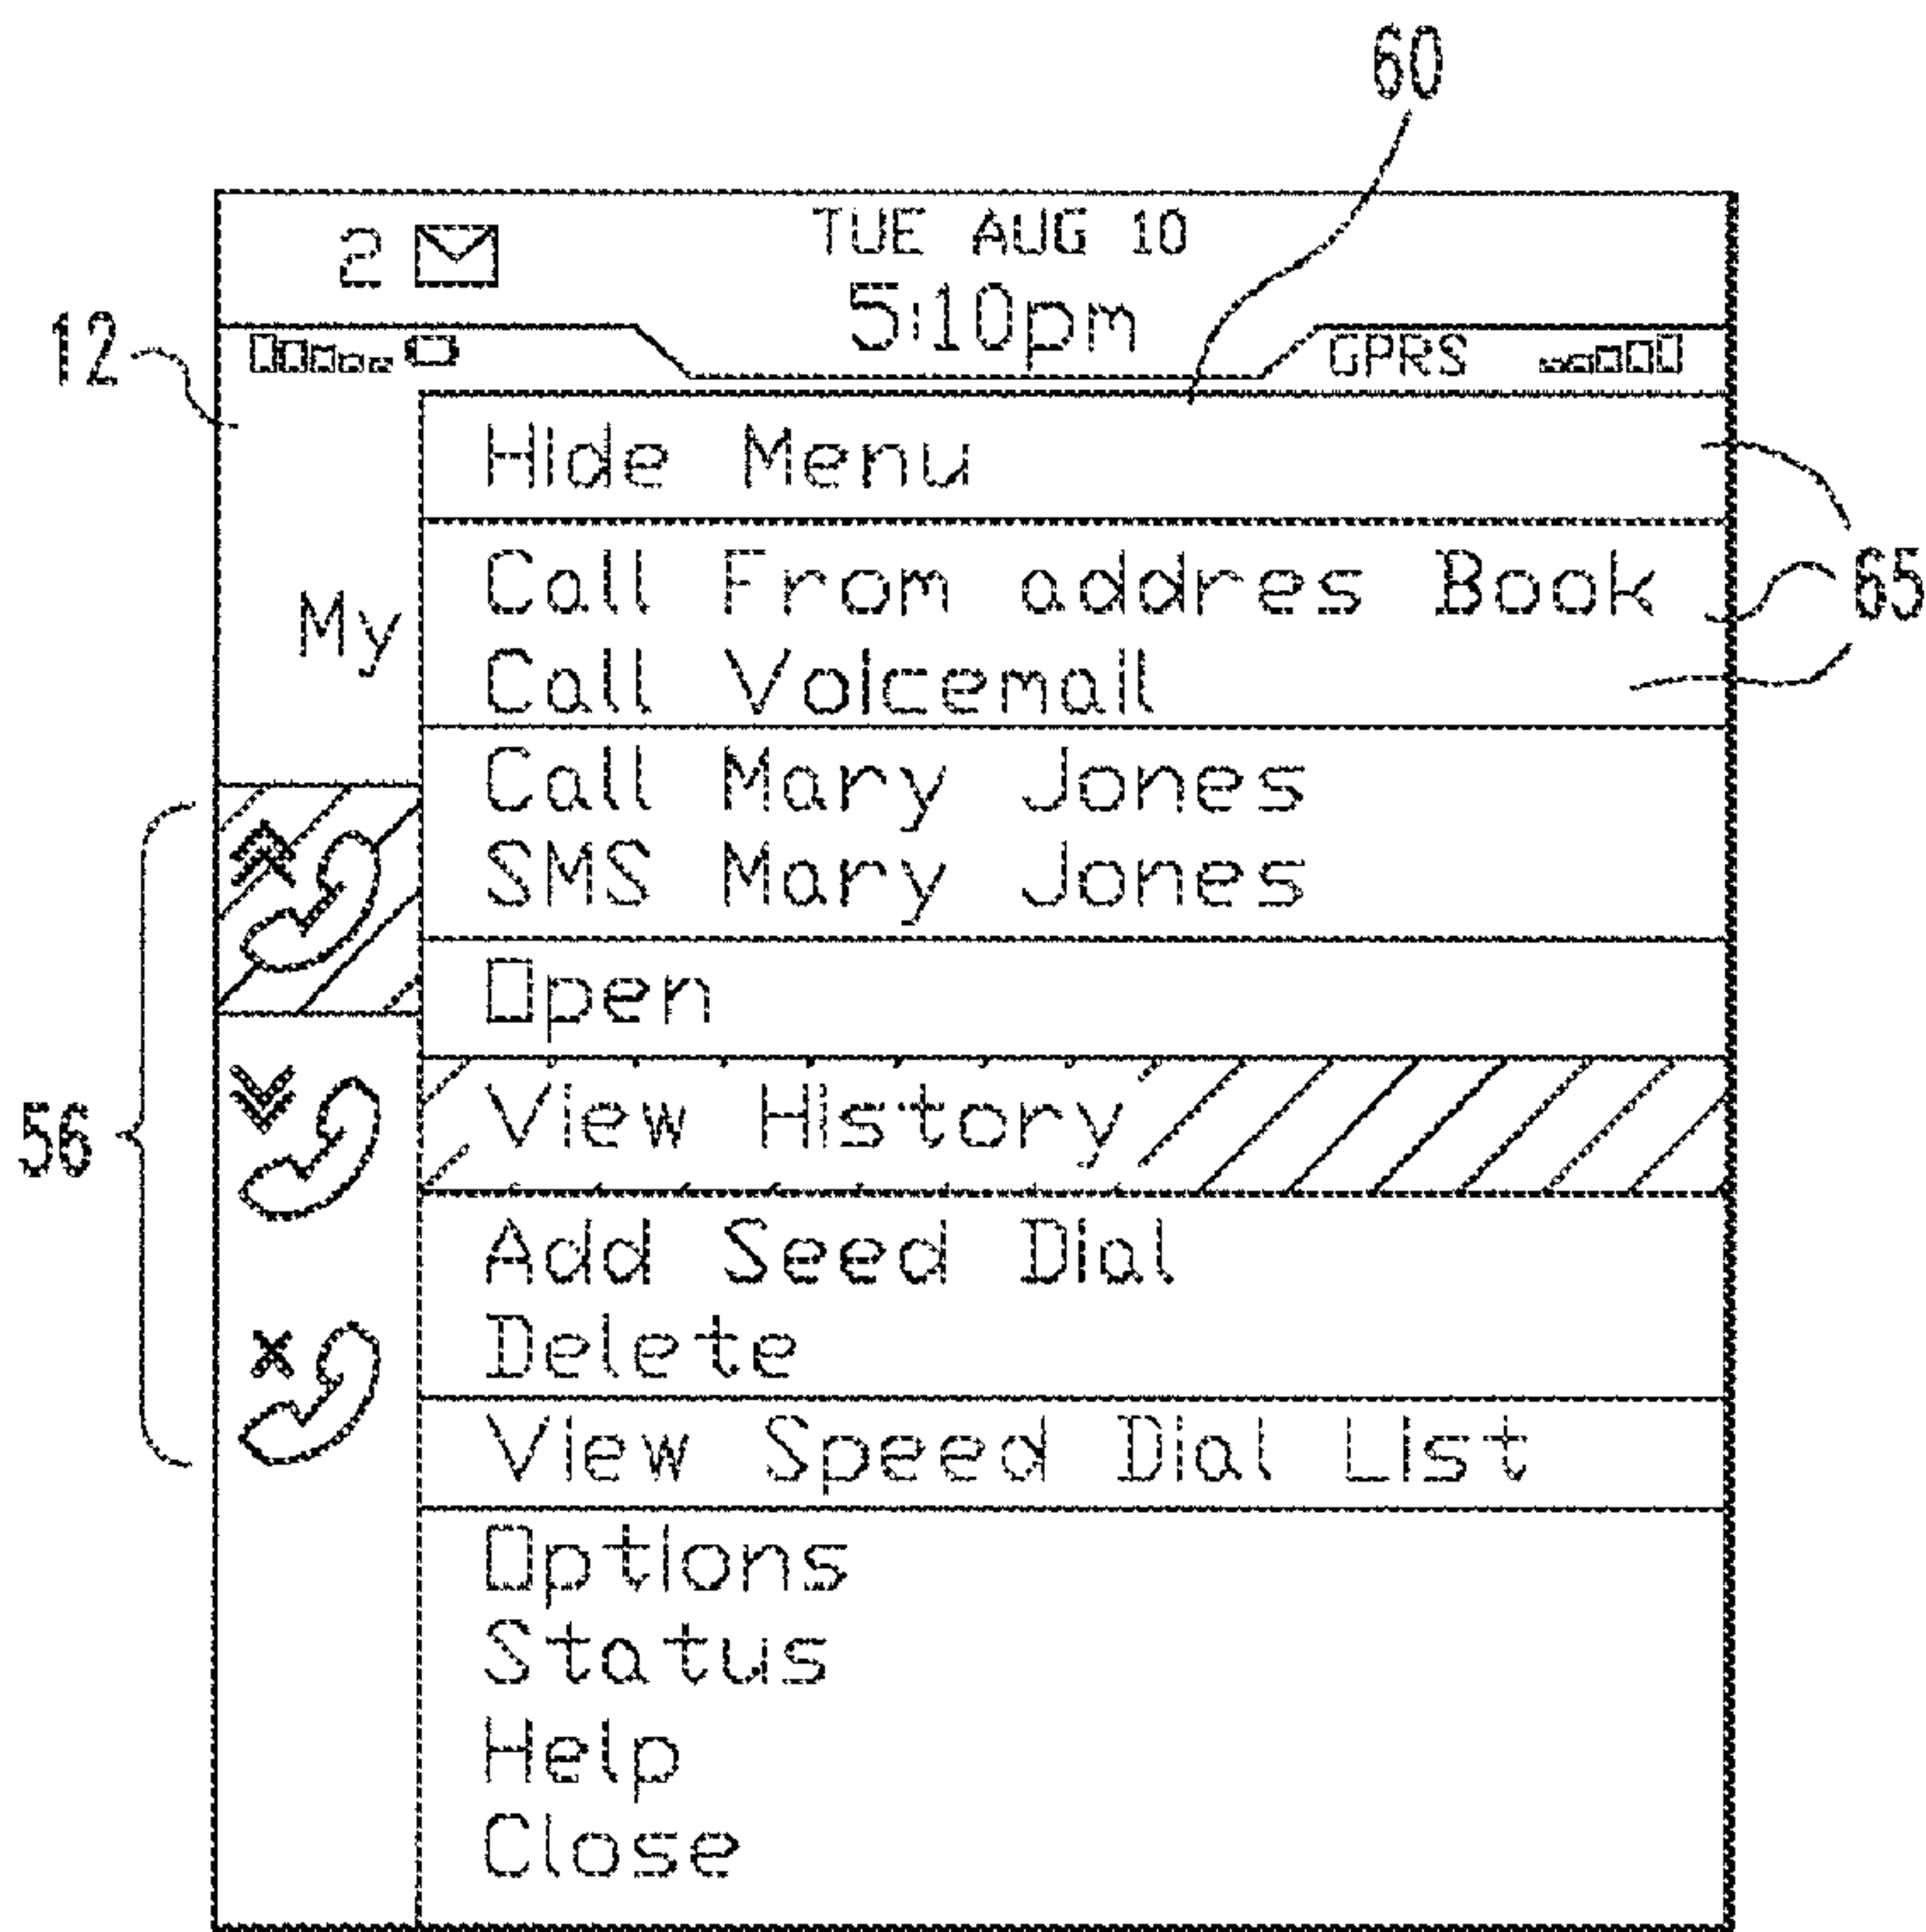 60
2 TUE AUG 10
5:10pm
12
GPRS
Hide Menu
Call From addres Book
65
My
Call Voicemail
Call Mary Jones
SMS Mary Jones
Open
View History
56
Add Seed Dial
Delete
View Speed Dial List
Options
Status
Help
Close